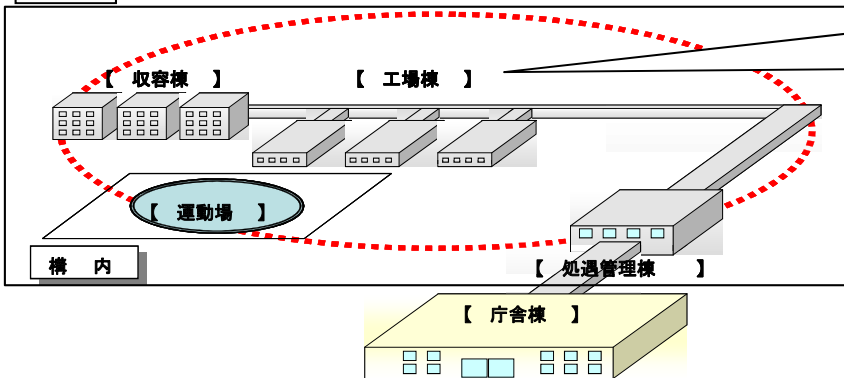 【 収容棟 】
【 工場棟 】
【 運動場 】
構 内
【 処遇管理棟 】
【 庁舎棟 】